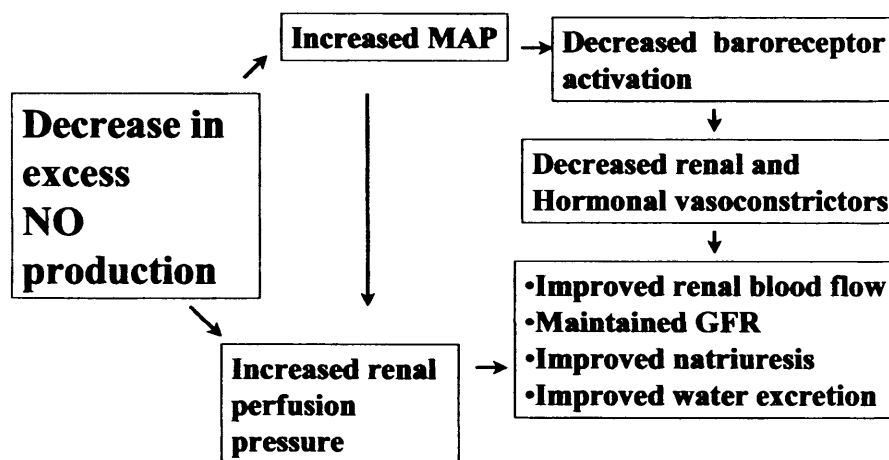 Increased MAP
Decreased baroreceptor
activation
Decrease in
excess
NO
production
Decreased renal and
Hormonal vasoconstrictors
•Improved renal blood flow
•Maintained GFR
•Improved natriuresis
•Improved water excretion
Increased renal
perfusion
pressure